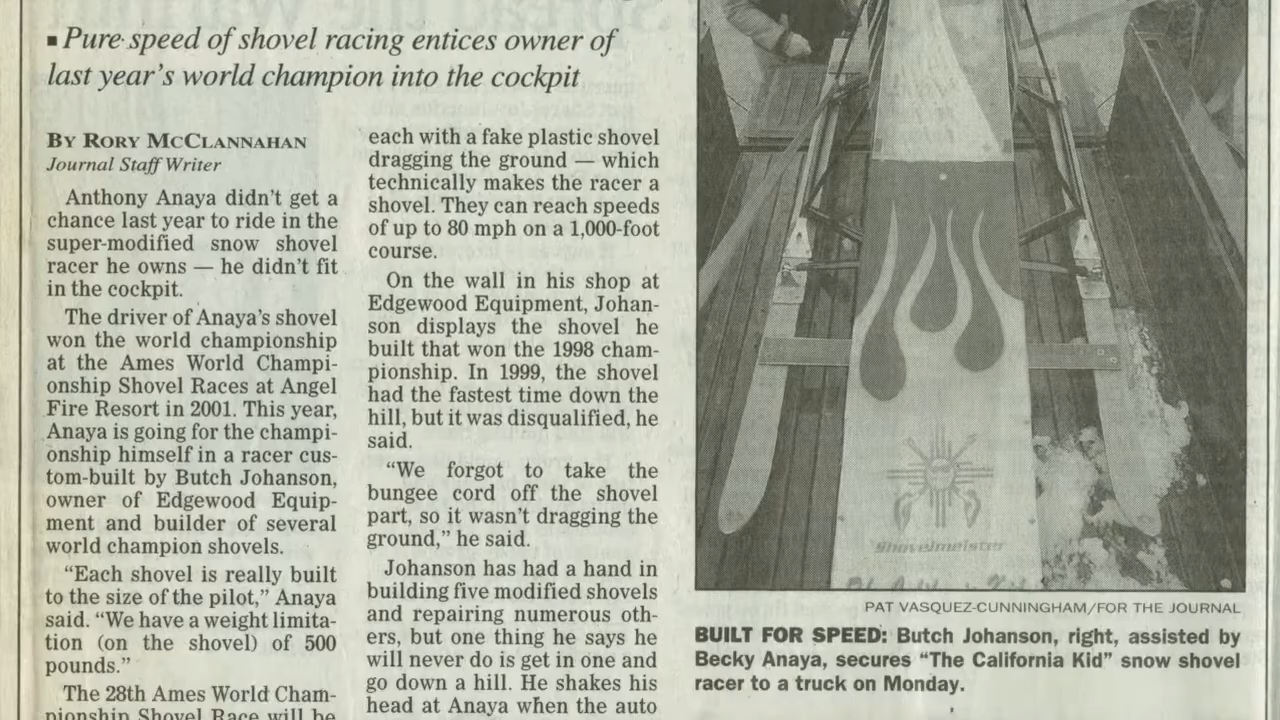 ▪ Pure speed of shovel racing entices owner of
last year's world champion into the cockpit
BY RORY MCCLANNAHAN
Journal Staff Writer
Anthony Anaya didn't get a
chance last year to ride in the
super-modified snow shovel
racer he owns — he didn't fit
in the cockpit.
The driver of Anaya's shovel
won the world championship
at the Ames World Champi-
onship Shovel Races at Angel
Fire Resort in 2001. This year,
Anaya is going for the champi-
onship himself in a racer cus-
tom-built by Butch Johanson,
owner of Edgewood Equip-
ment and builder of several
world champion shovels.
"Each shovel is really built
to the size of the pilot," Anaya
said. "We have a weight limita-
tion (on the shovel) of 500
pounds."
The 28th Ames World Cham-
pionship Shovel Race will be
each with a fake plastic shovel
dragging the ground — which
technically makes the racer a
shovel. They can reach speeds
of up to 80 mph on a 1,000-foot
course.
On the wall in his shop at
Edgewood Equipment, Johan-
son displays the shovel he
built that won the 1998 cham-
pionship. In 1999, the shovel
had the fastest time down the
hill, but it was disqualified, he
said.
"We forgot to take the
bungee cord off the shovel
part, so it wasn't dragging the
ground," he said.
Johanson has had a hand in
building five modified shovels
and repairing numerous oth-
ers, but one thing he says he
will never do is get in one and
go down a hill. He shakes his
head at Anaya when the auto
Shovelmeister
PAT VASQUEZ-CUNNINGHAM/FOR THE JOURNAL
BUILT FOR SPEED: Butch Johanson, right, assisted by
Becky Anaya, secures "The California Kid" snow shovel
racer to a truck on Monday.